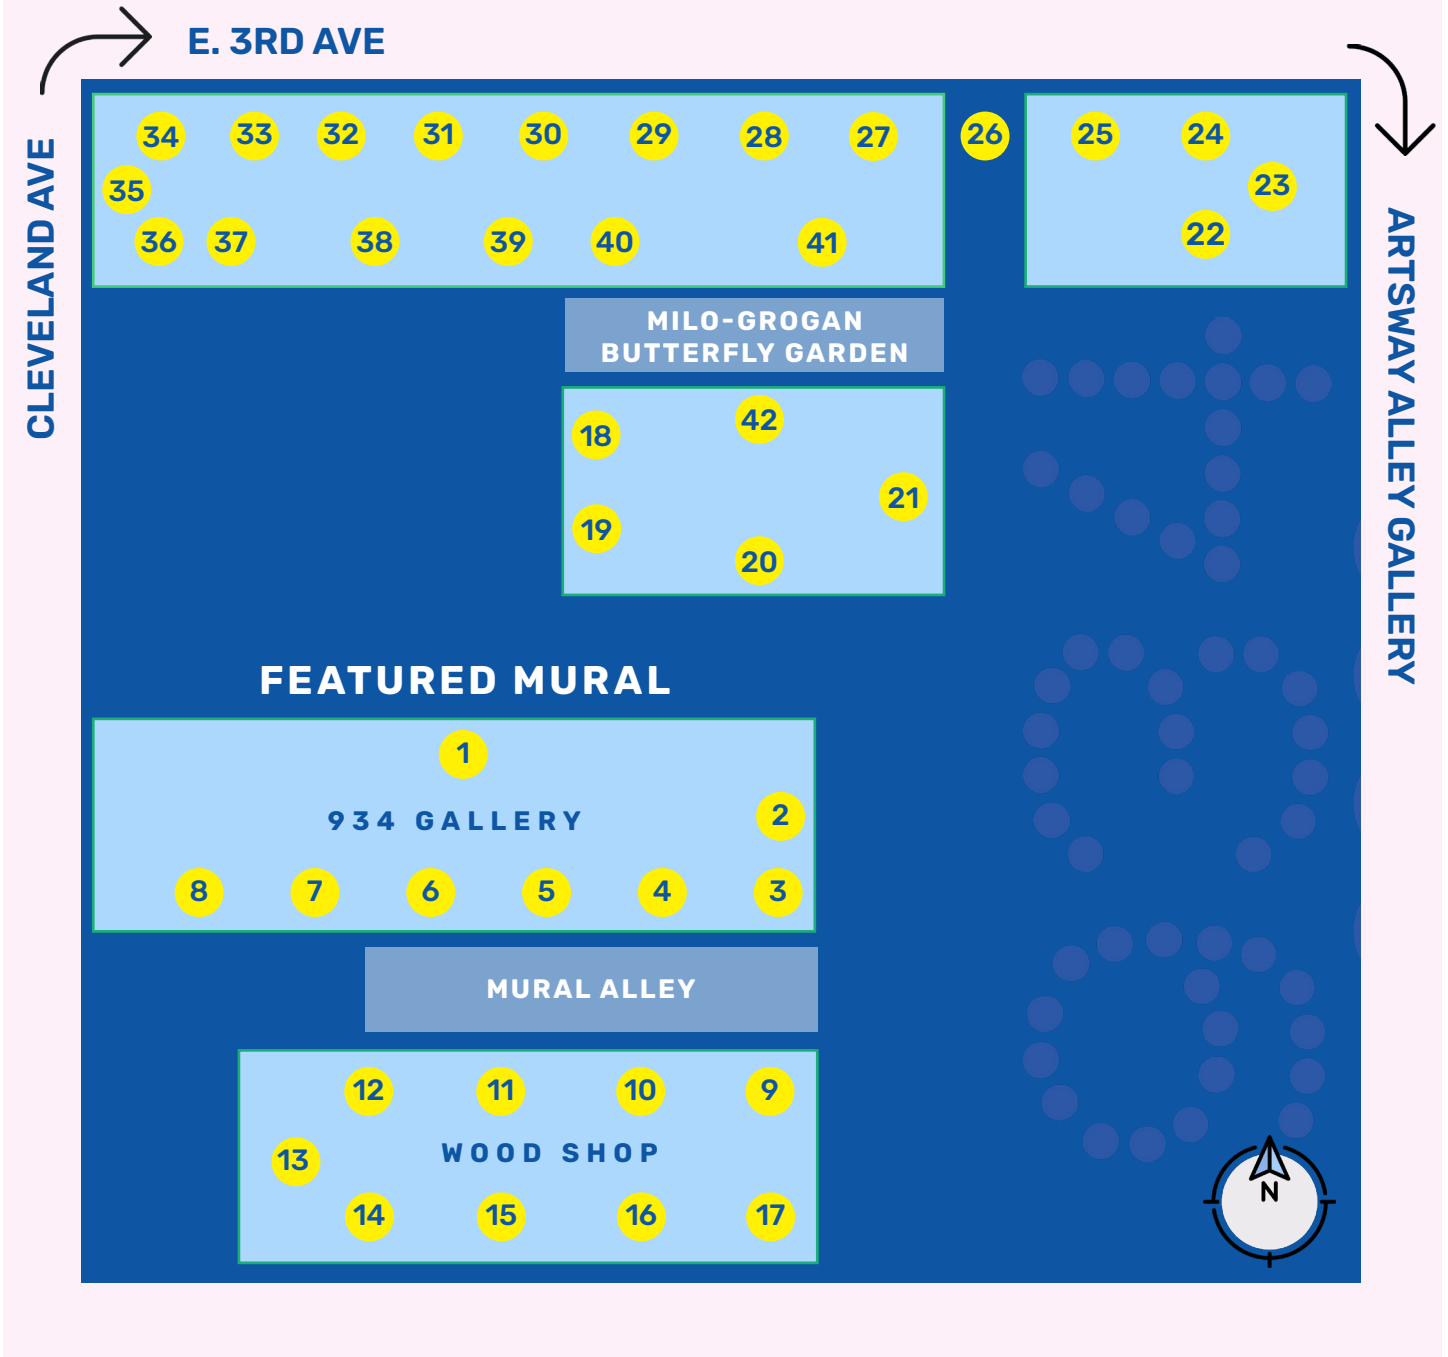 E. 3RD AVE
CLEVELAND AVE
ARTSWAY ALLEY GALLERY
34 33 32 31 30 29 28 27 26 25 24
35 23
36 37 38 39 40 41 22
MILO-GROGAN
BUTTERFLY GARDEN
18 42
21
19 20
FEATURED MURAL
1
934 GALLERY 2
8 7 6 5 4 3
MURAL ALLEY
12 11 10 9
13 WOOD SHOP
14 15 16 17
N
934